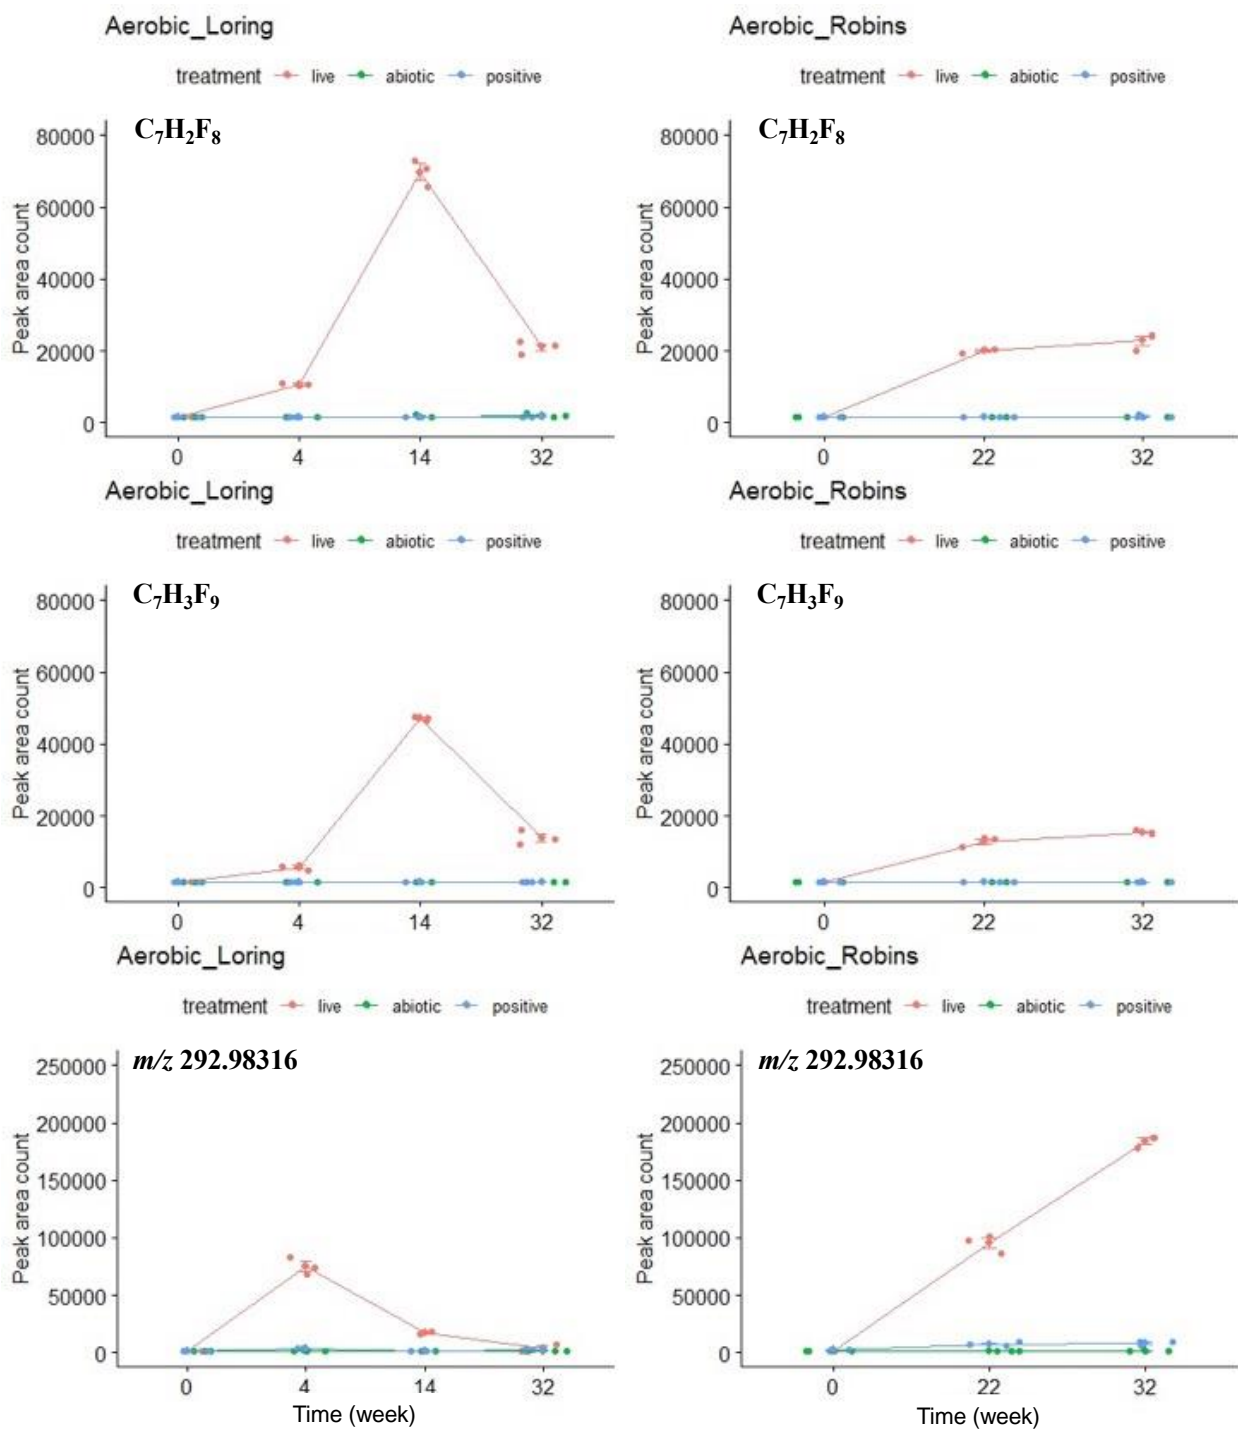 Aerobic_Loring
treatment live abiotic positive
C₇H₂F₈
Peak area count
80000
60000
40000
20000
0
0 4 14 32
Aerobic_Robins
treatment live abiotic positive
C₇H₂F₈
Peak area count
80000
60000
40000
20000
0
0 22 32
Aerobic_Loring
treatment live abiotic positive
C₇H₃F₉
Peak area count
80000
60000
40000
20000
0
0 4 14 32
Aerobic_Robins
treatment live abiotic positive
C₇H₃F₉
Peak area count
80000
60000
40000
20000
0
0 22 32
Aerobic_Loring
treatment live abiotic positive
m/z 292.98316
Peak area count
250000
200000
150000
100000
50000
0
0 4 14 32
Time (week)
Aerobic_Robins
treatment live abiotic positive
m/z 292.98316
Peak area count
250000
200000
150000
100000
50000
0
0 22 32
Time (week)